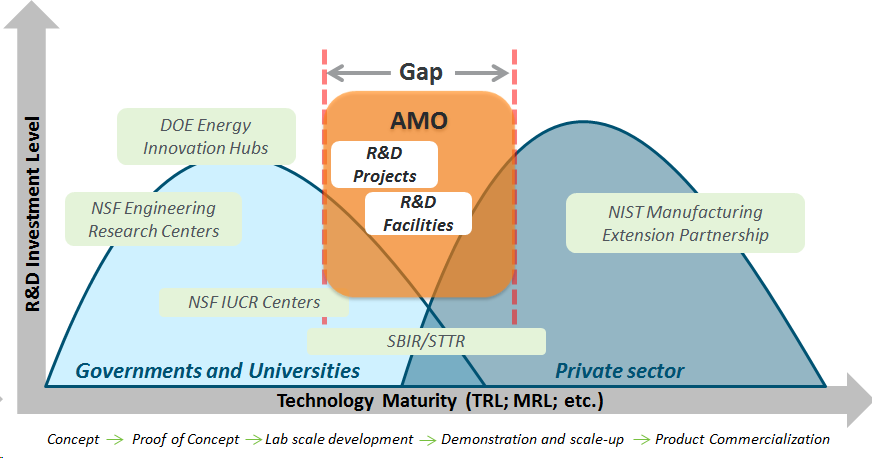 Gap
AMO
R&D
Projects
R&D
Facilities
DOE Energy
Innovation Hubs
NSF Engineering
Research Centers
NIST Manufacturing
Extension Partnership
NSF IUCR Centers
SBIR/STTR
Governments and Universities
Private sector
R&D Investment Level
Technology Maturity (TRL; MRL; etc.)
Concept
Proof of Concept
Lab scale development
Demonstration and scale-up
Product Commercialization